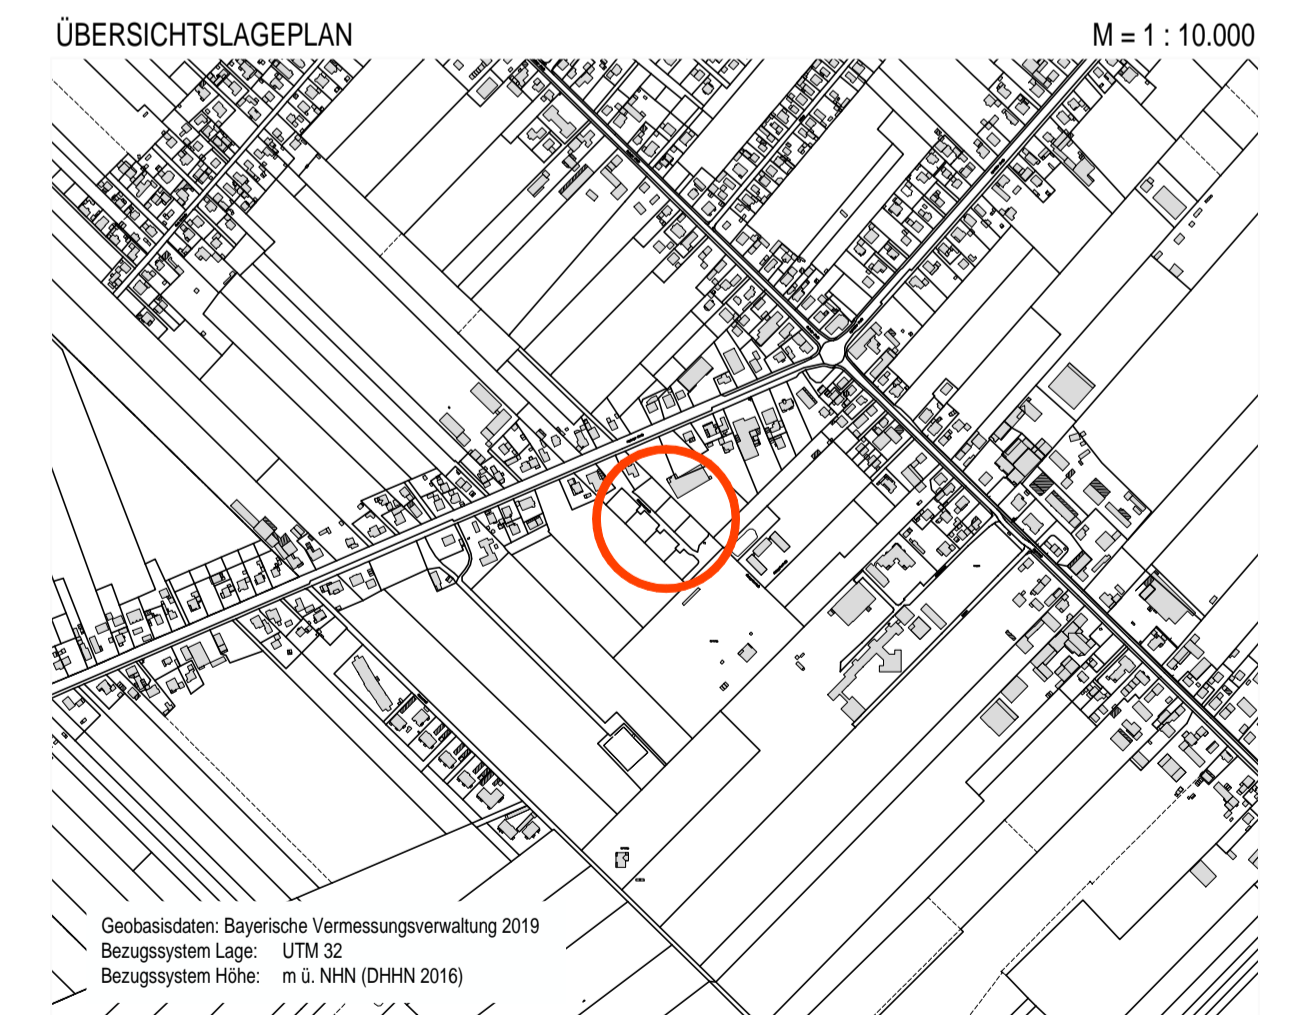 ÜBERSICHTSLAGEPLAN
M = 1 : 10.000
Geobasisdaten: Bayerische Vermessungsverwaltung 2019
Bezugssystem Lage: UTM 32
Bezugssystem Höhe: m ü. NHN (DHHN 2016)